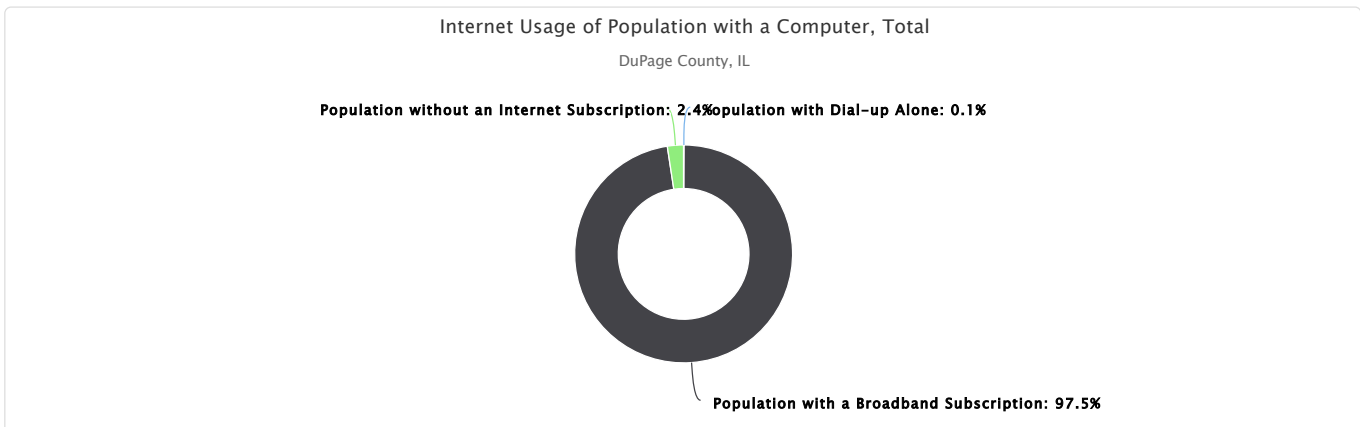 Internet Usage of Population with a Computer, Total
DuPage County, IL
Population without an Internet Subscription: 2.4%
opulation with Dial-up Alone: 0.1%
Population with a Broadband Subscription: 97.5%